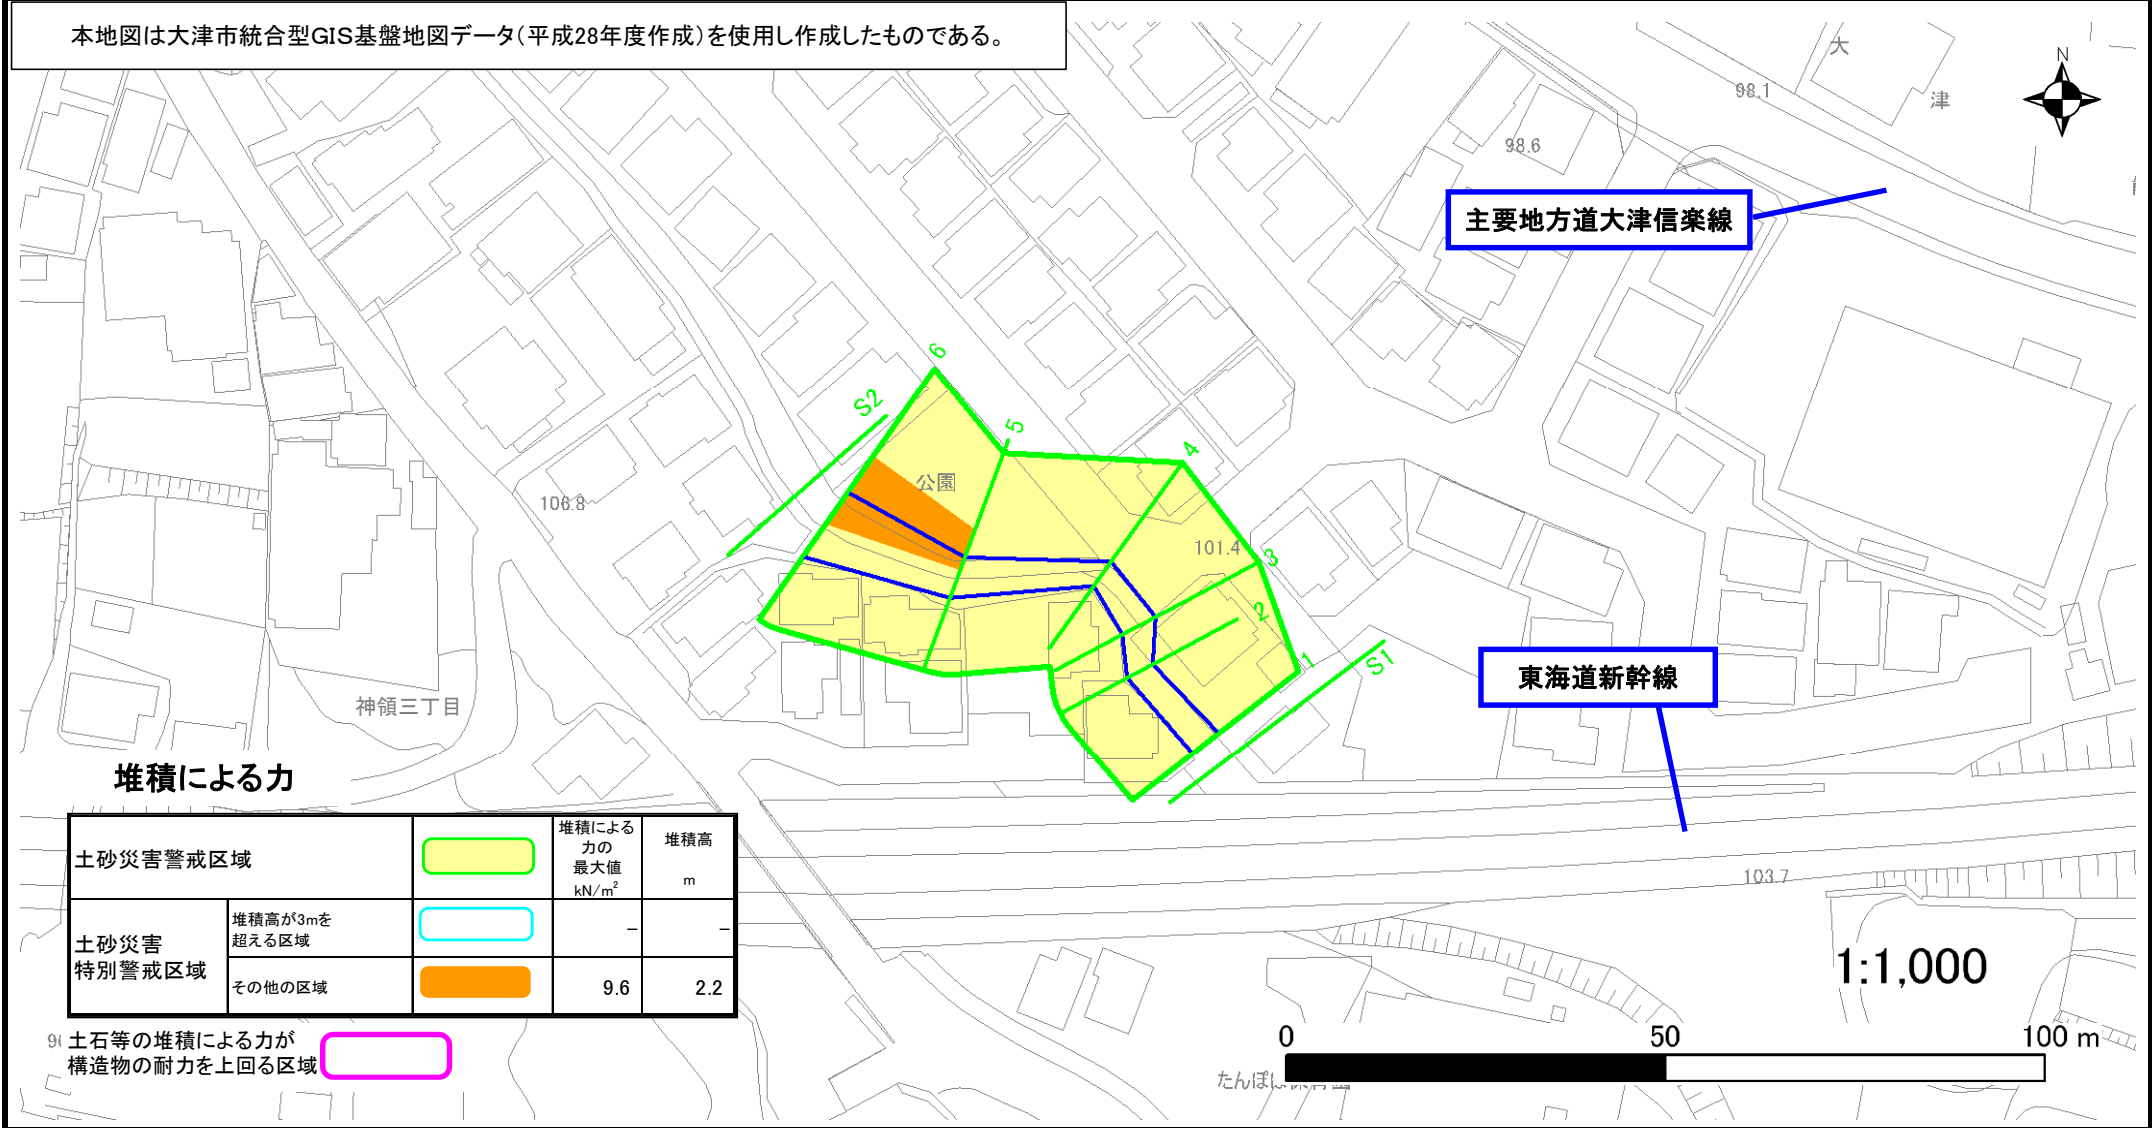 本地図は大津市統合型GIS基盤地図データ(平成28年度作成)を使用し作成したものである。
大
津
N
98.1
98.6
主要地方道大津信楽線
6
S2
5
4
公園
106.8
101.4
3
2
1
S1
東海道新幹線
神領三丁目
103.7
堆積による力
土砂災害警戒区域
堆積による
力の
最大値
kN/m²
堆積高
m
土砂災害
特別警戒区域
堆積高が3mを
超える区域
－
－
その他の区域
9.6
2.2
土石等の堆積による力が
構造物の耐力を上回る区域
1:1,000
0
50
100 m